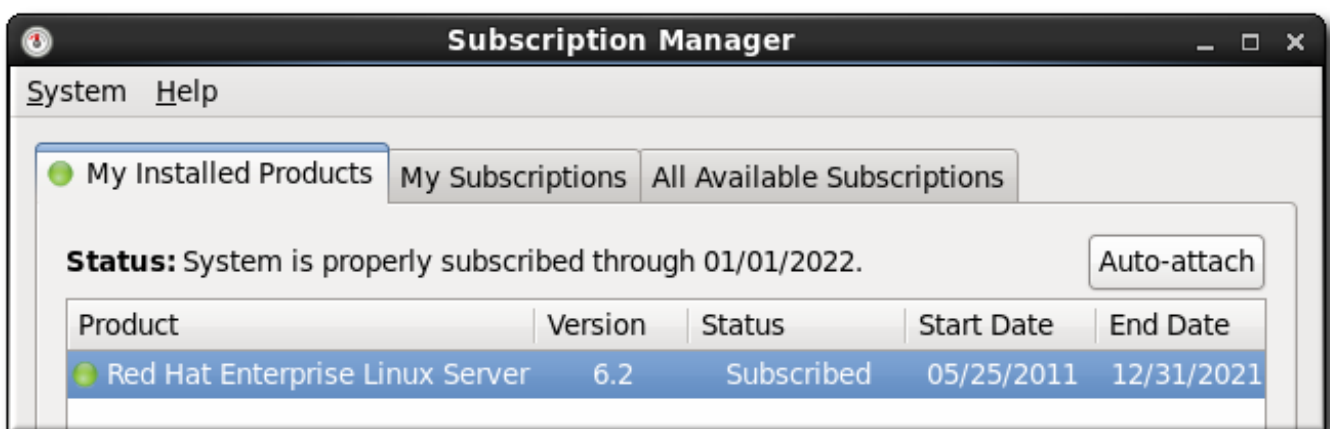 Subscription Manager
System Help
My Installed Products My Subscriptions All Available Subscriptions
Status: System is properly subscribed through 01/01/2022. Auto-attach
Product Version Status Start Date End Date
Red Hat Enterprise Linux Server 6.2 Subscribed 05/25/2011 12/31/2021